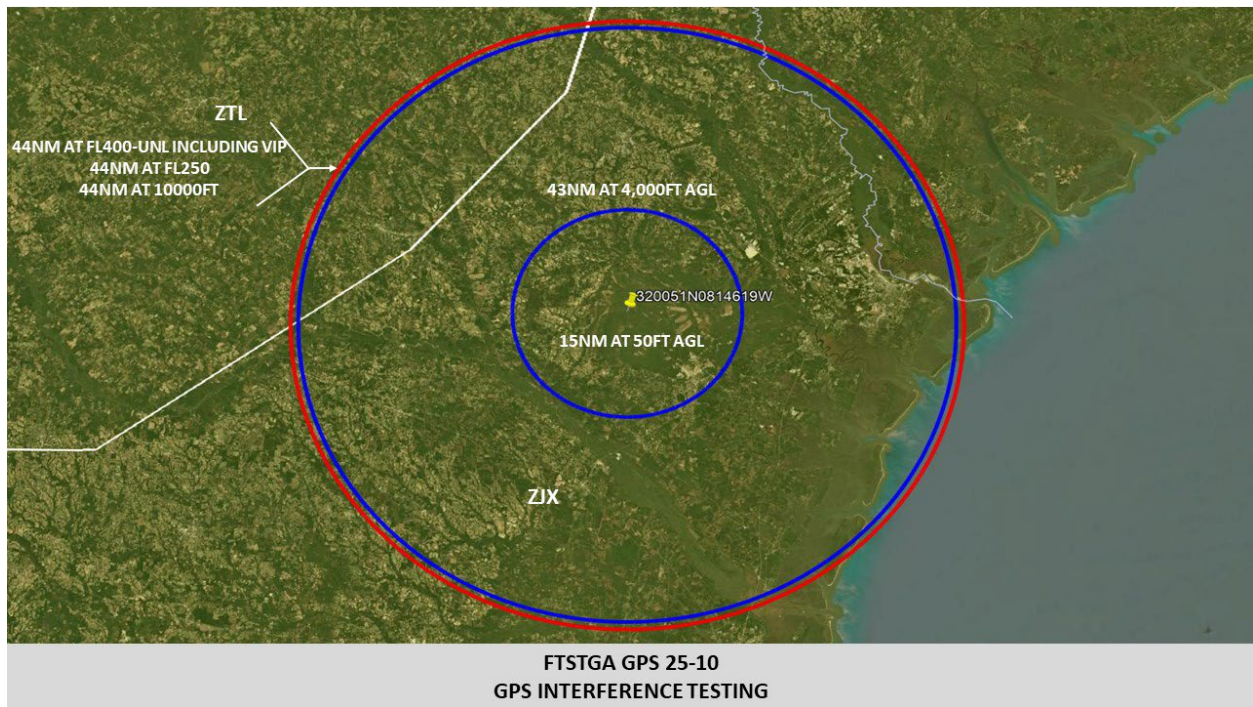 ZTL
44NM AT FL400-UNL INCLUDING VIP
44NM AT FL250
44NM AT 10000FT
43NM AT 4,000FT AGL
320051N0814619W
15NM AT 50FT AGL
ZJX
FTSTGA GPS 25-10
GPS INTERFERENCE TESTING